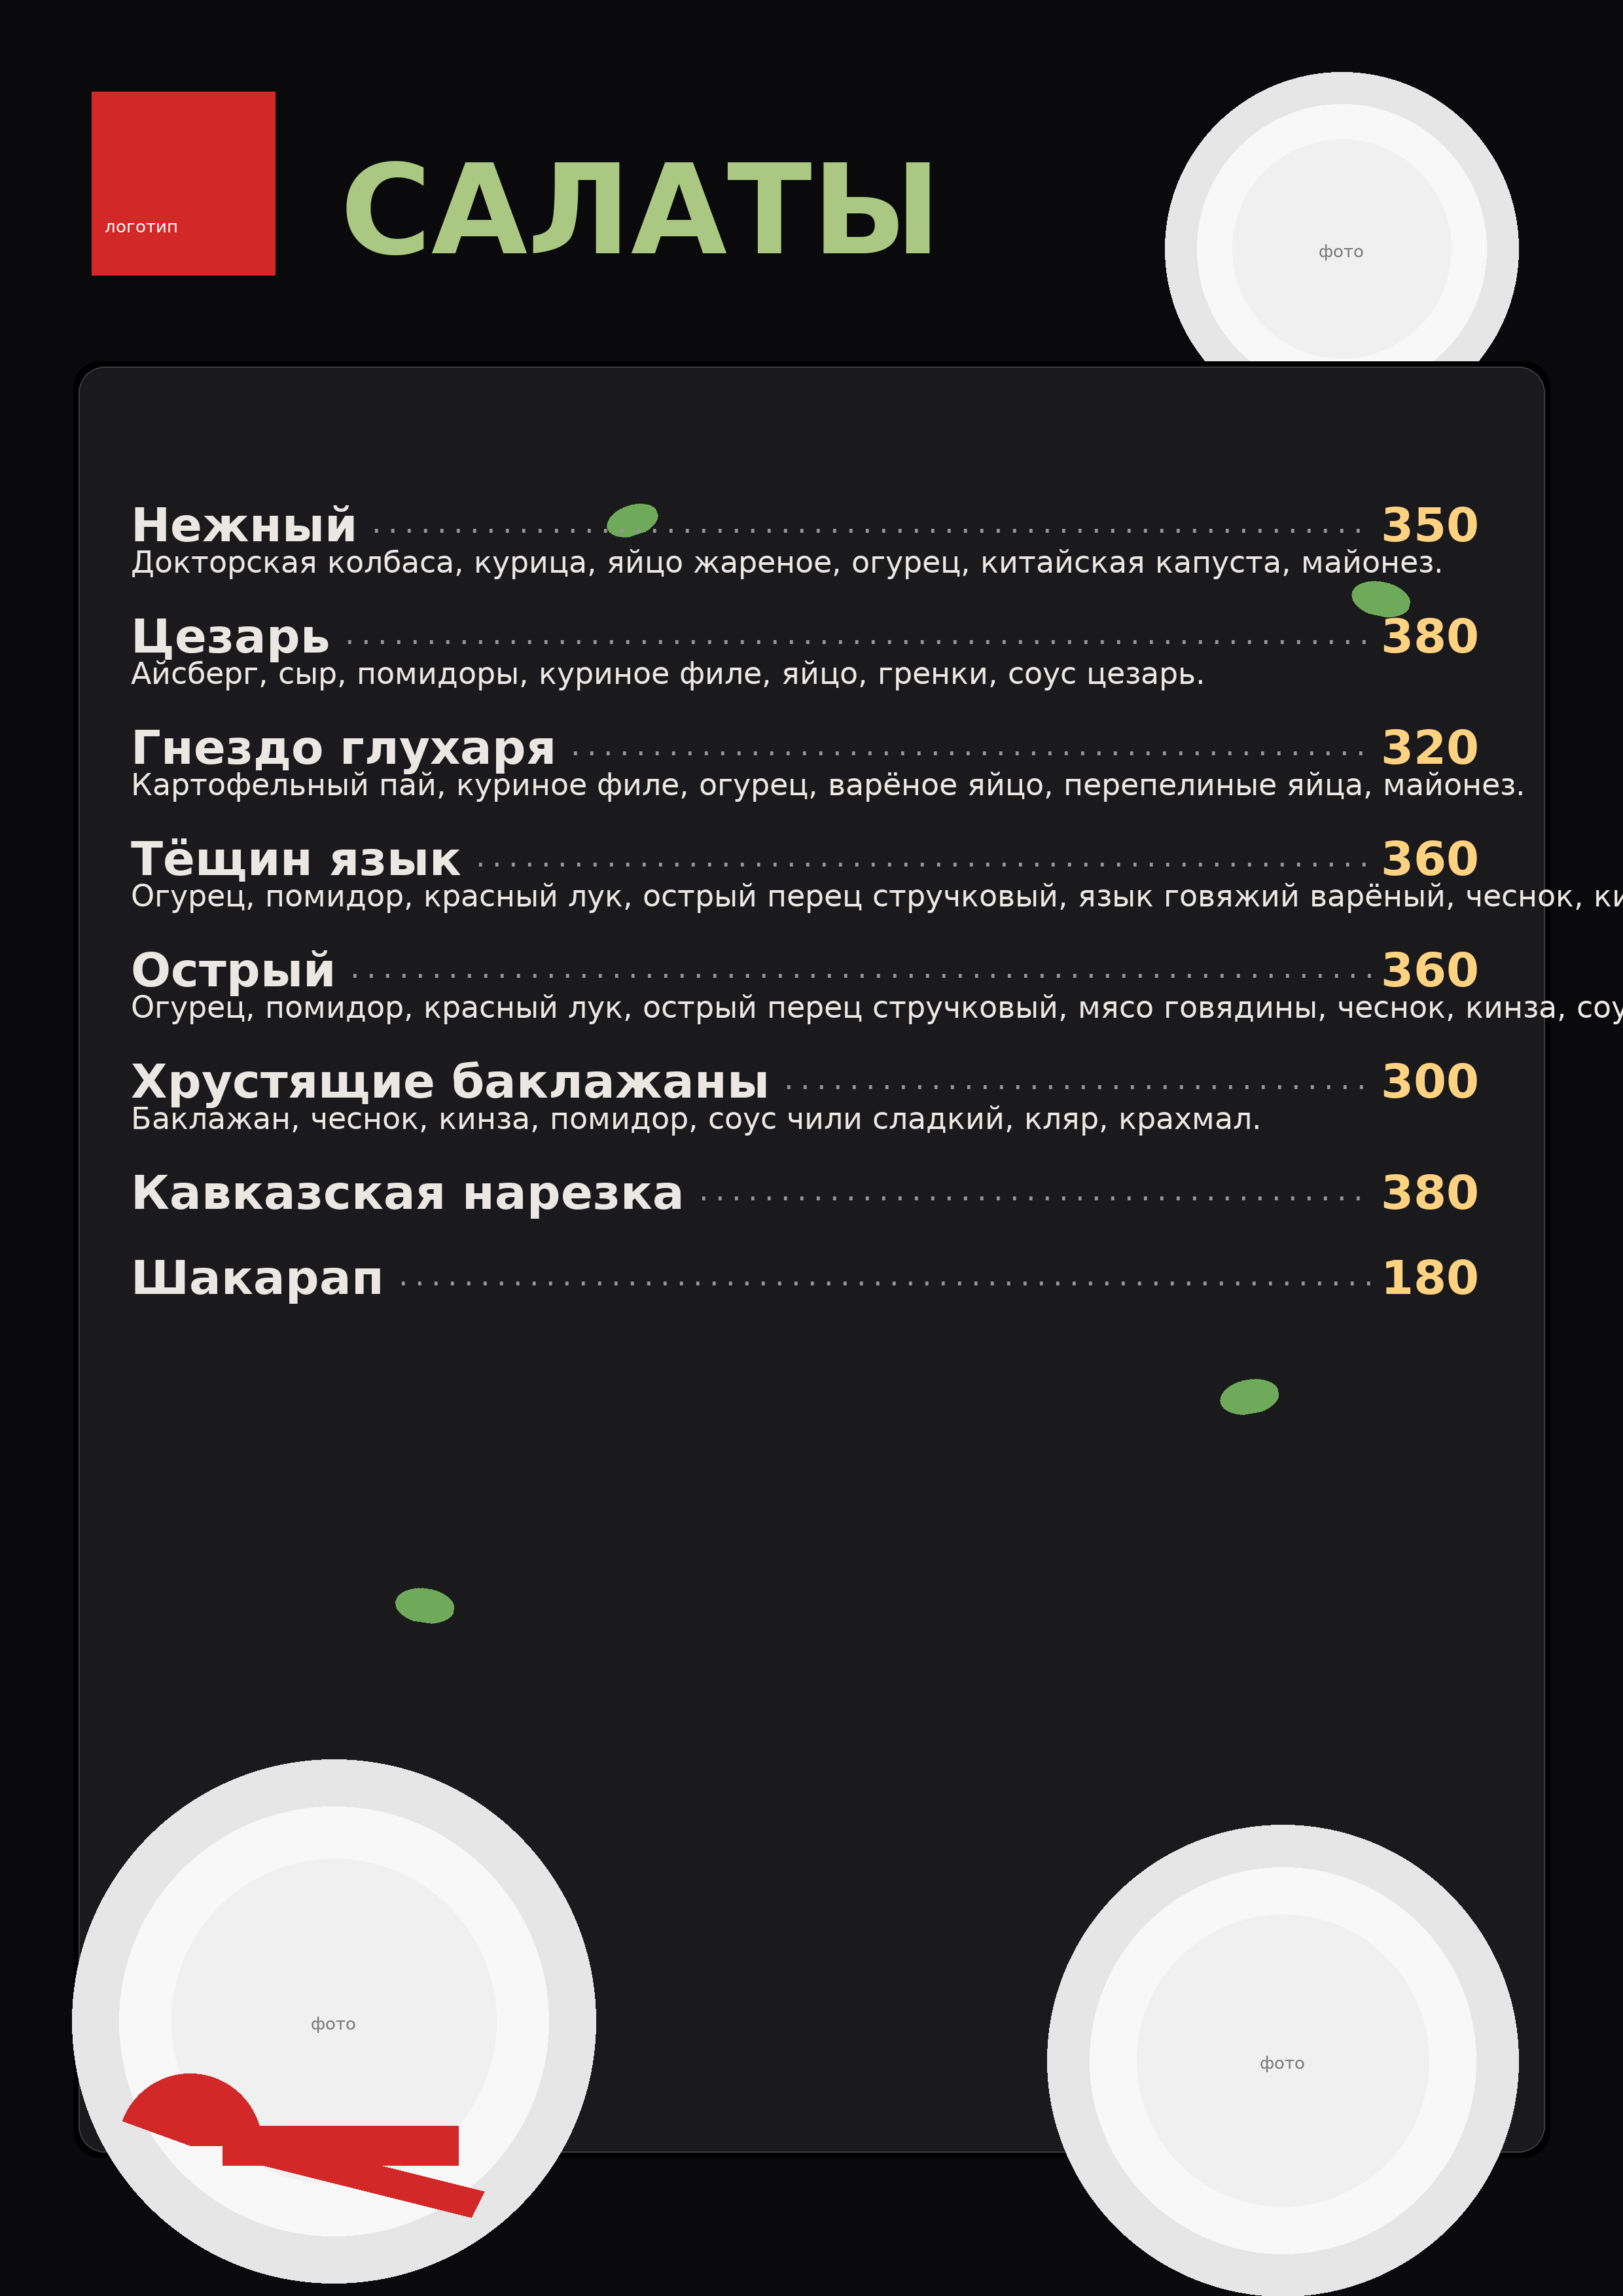 логотип
САЛАТЫ
фото
Нежный 350
Докторская колбаса, курица, яйцо жареное, огурец, китайская капуста, майонез.
Цезарь 380
Айсберг, сыр, помидоры, куриное филе, яйцо, гренки, соус цезарь.
Гнездо глухаря 320
Картофельный пай, куриное филе, огурец, варёное яйцо, перепелиные яйца, майонез.
Тёщин язык 360
Огурец, помидор, красный лук, острый перец стручковый, язык говяжий варёный, чеснок,
Острый 360
Огурец, помидор, красный лук, острый перец стручковый, мясо говядины, чеснок, кинза,
Хрустящие баклажаны 300
Баклажан, чеснок, кинза, помидор, соус чили сладкий, кляр, крахмал.
Кавказская нарезка 380
Шакарап 180
фото
фото